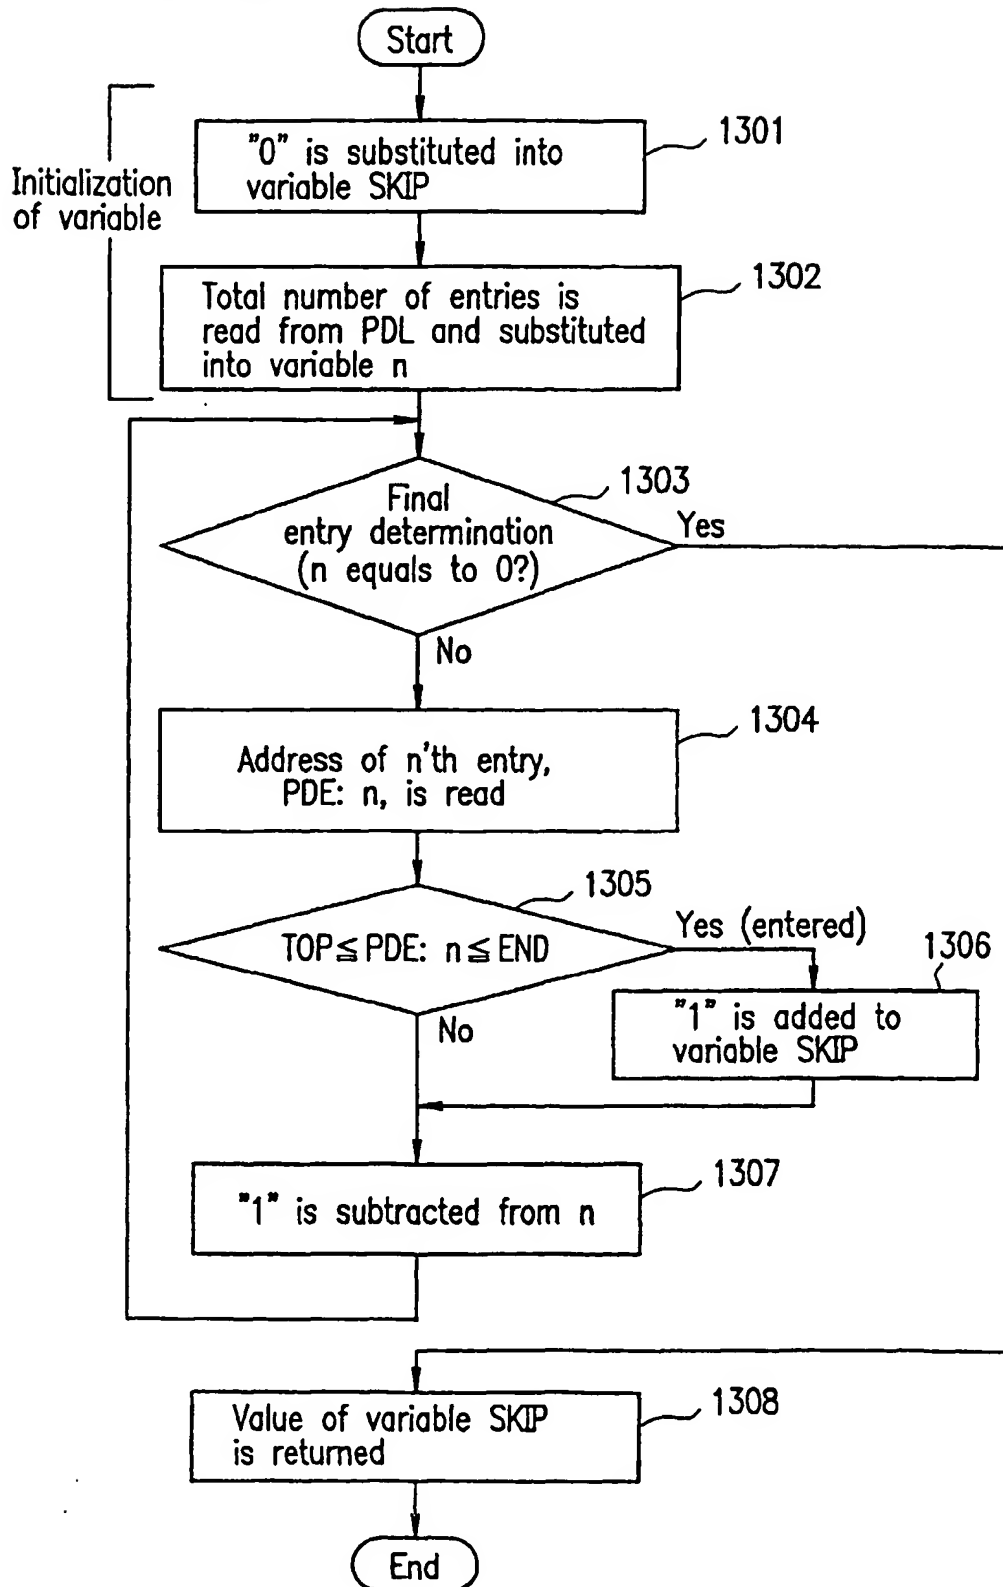 Start
Initialization
of variable
"0" is substituted into
variable SKIP
1301
Total number of entries is
read from PDL and substituted
into variable n
1302
Final
entry determination
(n equals to 0?)
1303
Yes
No
Address of n'th entry,
PDE: n, is read
1304
TOP≦PDE: n≦END
1305
Yes (entered)
No
"1" is added to
variable SKIP
1306
"1" is subtracted from n
1307
Value of variable SKIP
is returned
1308
End